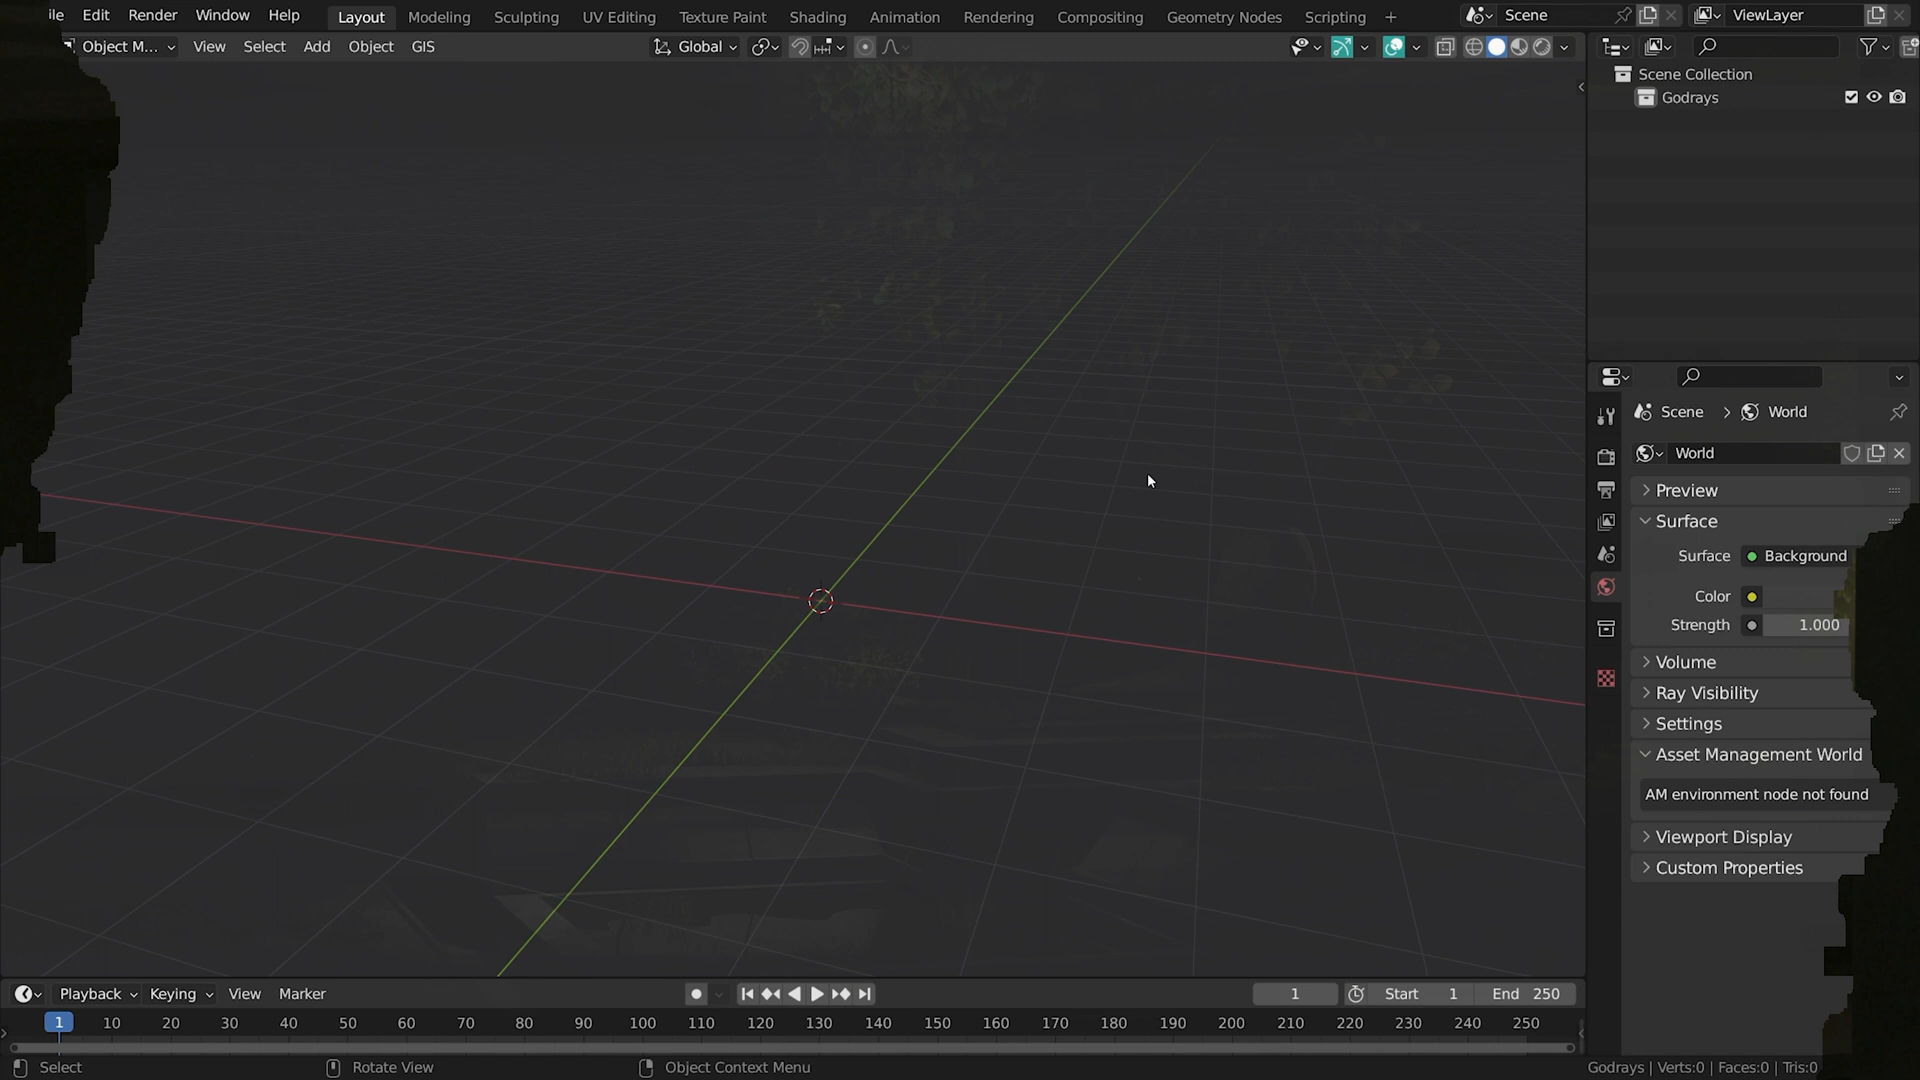 ile Edit Render Window Help Layout Modeling Sculpting UV Editing Texture Paint Shading Animation Rendering Compositing Geometry Nodes Scripting + Scene ViewLayer
Object M... View Select Add Object GIS Global
Scene Collection
Godrays
Scene > World
World
Preview
Surface
Surface Background
Color
Strength 1.000
Volume
Ray Visibility
Settings
Asset Management World
AM environment node not found
Viewport Display
Custom Properties
Playback Keying View Marker 1 Start 1 End 250
1 10 20 30 40 50 60 70 80 90 100 110 120 130 140 150 160 170 180 190 200 210 220 230 240 250
Select Rotate View Object Context Menu Godrays | Verts:0 | Faces:0 | Tris:0